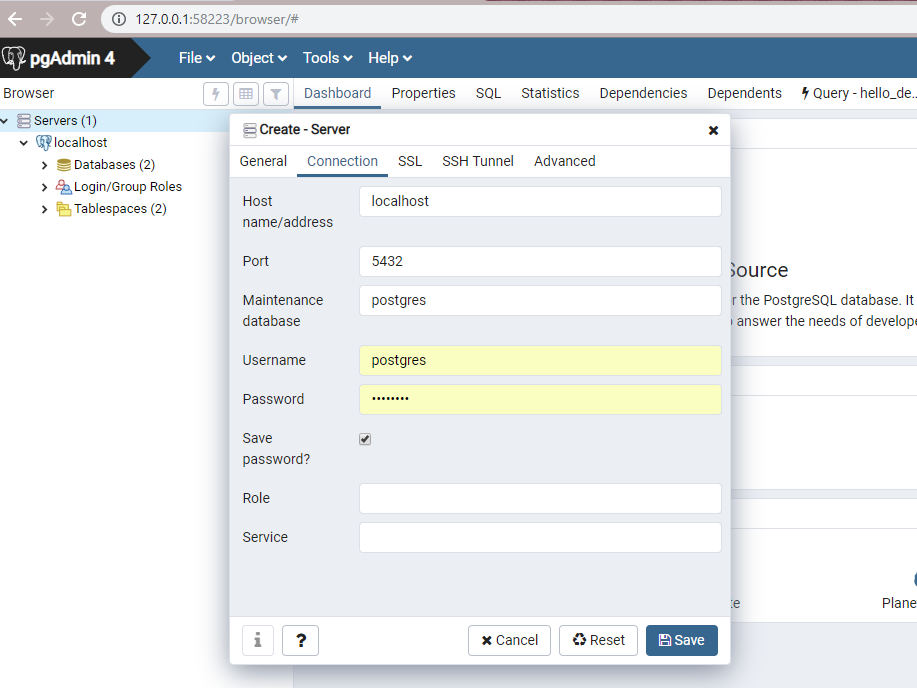 127.0.0.1:58223/browser/#
pgAdmin 4 File Object Tools Help
Browser Dashboard Properties SQL Statistics Dependencies Dependents Query - hello_de...
Servers (1)
localhost
Databases (2)
Login/Group Roles
Tablespaces (2)
Create - Server
General Connection SSL SSH Tunnel Advanced
Host name/address localhost
Port 5432
Maintenance database postgres
Username postgres
Password ••••••••
Save password?
Role
Service
i ? Cancel Reset Save
Source
r the PostgreSQL database. It
answer the needs of develope
te
Plane